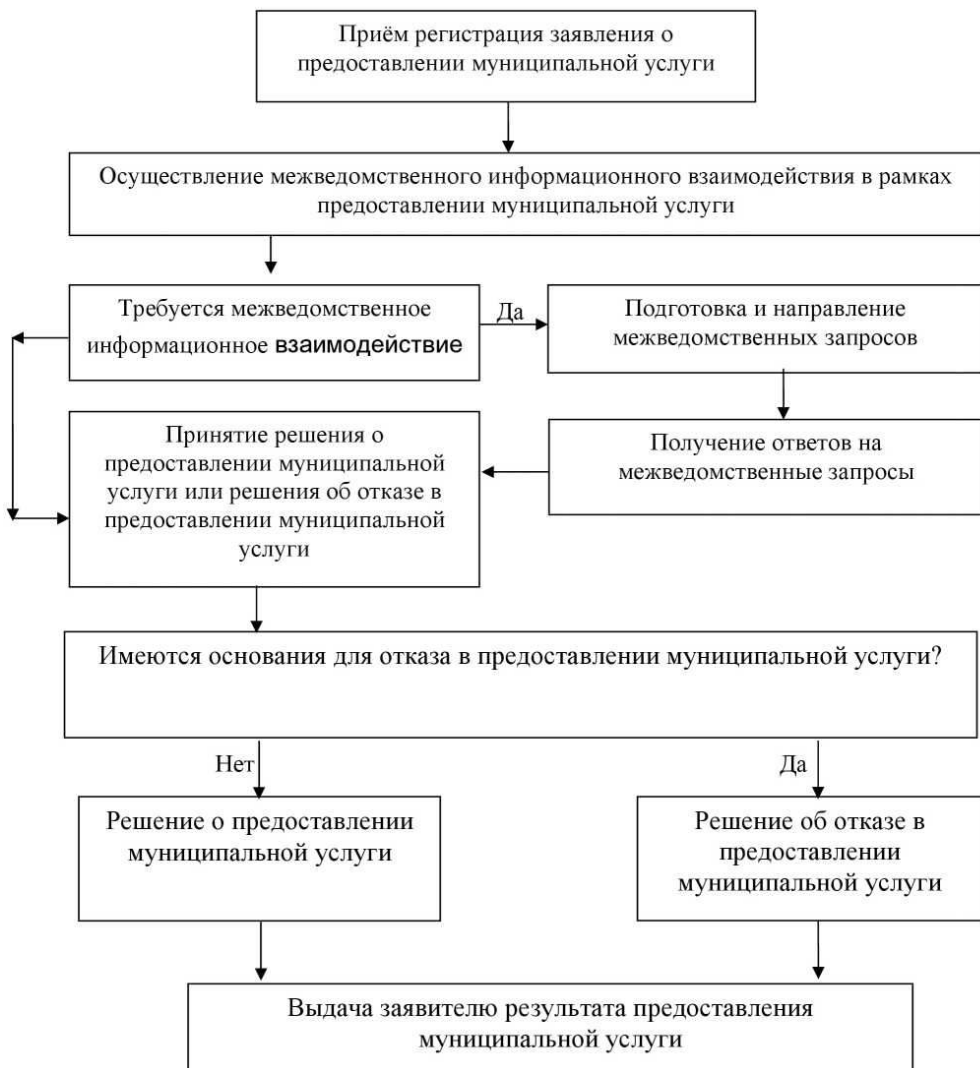 Приём регистрация заявления о
предоставлении муниципальной услуги
Осуществление межведомственного информационного взаимодействия в рамках
предоставлении муниципальной услуги
Требуется межведомственное
информационное взаимодействие
Да
Подготовка и направление
межведомственных запросов
Получение ответов на
межведомственные запросы
Принятие решения о
предоставлении муниципальной
услуги или решения об отказе в
предоставлении муниципальной
услуги
Имеются основания для отказа в предоставлении муниципальной услуги?
Нет
Да
Решение о предоставлении
муниципальной услуги
Решение об отказе в
предоставлении
муниципальной услуги
Выдача заявителю результата предоставления
муниципальной услуги